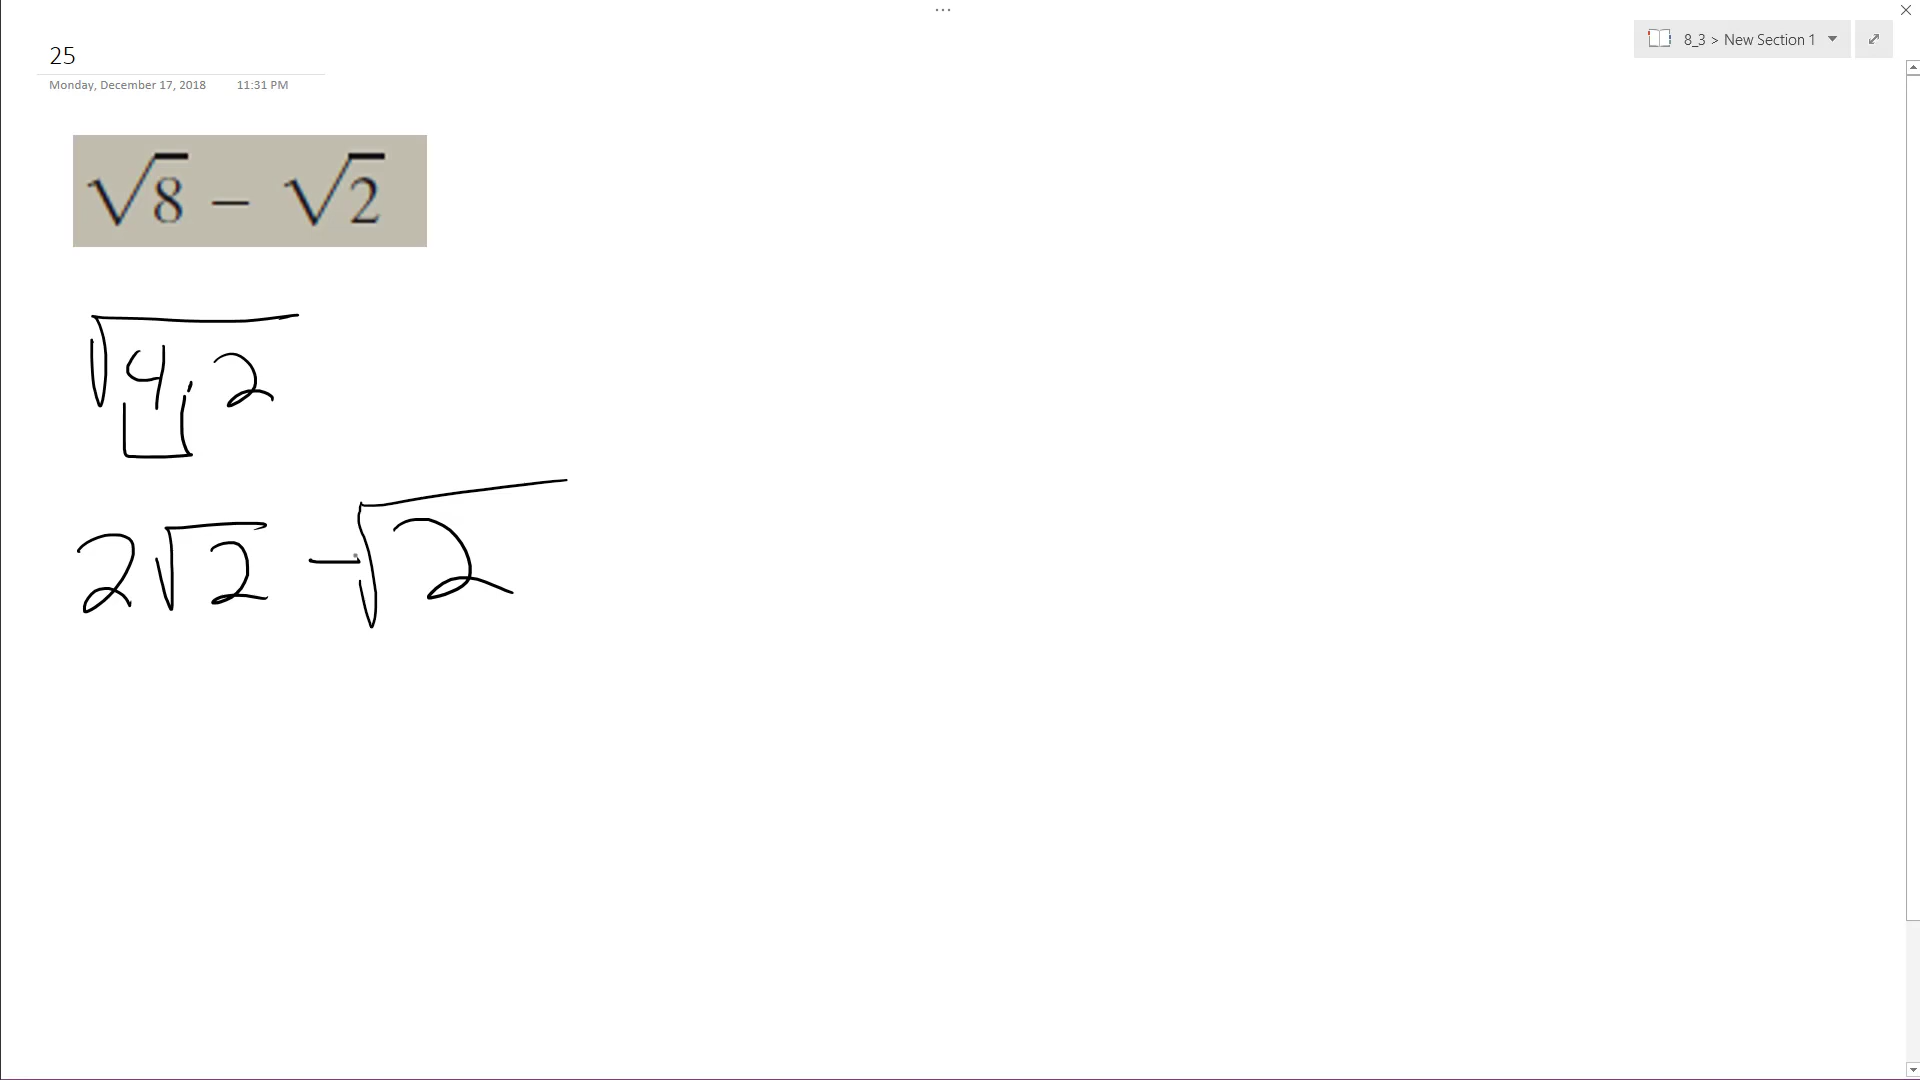 ...
8_3 > New Section 1
25
Monday, December 17, 2018 11:31 PM
√8 − √2
√4·2
2√2 − √2